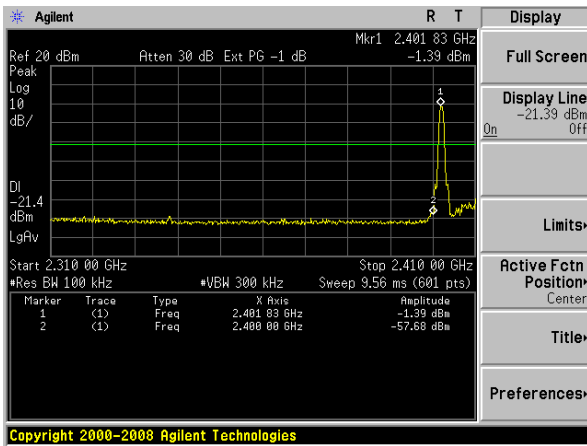 Agilent R T Display
Mkr1 2.401 83 GHz
Ref 20 dBm Atten 30 dB Ext PG -1 dB -1.39 dBm
Peak
Log
10
dB/
1
2
DI
-21.4
dBm
LgAv
Start 2.310 00 GHz Stop 2.410 00 GHz
#Res BW 100 kHz #VBW 300 kHz Sweep 9.56 ms (601 pts)
Marker Trace Type X Axis Amplitude
1 (1) Freq 2.401 83 GHz -1.39 dBm
2 (1) Freq 2.400 00 GHz -57.68 dBm
Full Screen
Display Line
-21.39 dBm
On Off
Limits
Active Fctn
Position
Center
Title
Preferences
Copyright 2000-2008 Agilent Technologies